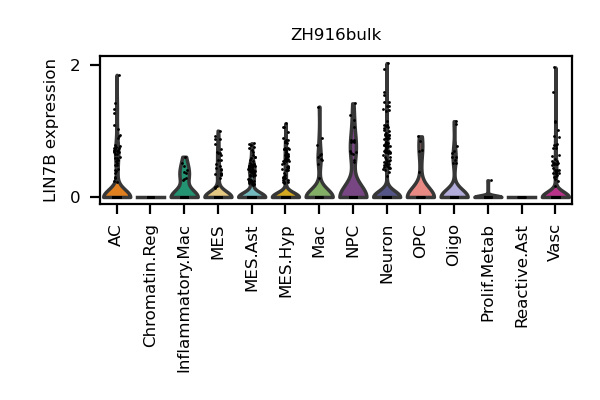 ZH916bulk
LIN7B expression
2
0
AC
Chromatin.Reg
Inflammatory.Mac
MES
MES.Ast
MES.Hyp
Mac
NPC
Neuron
OPC
Oligo
Prolif.Metab
Reactive.Ast
Vasc